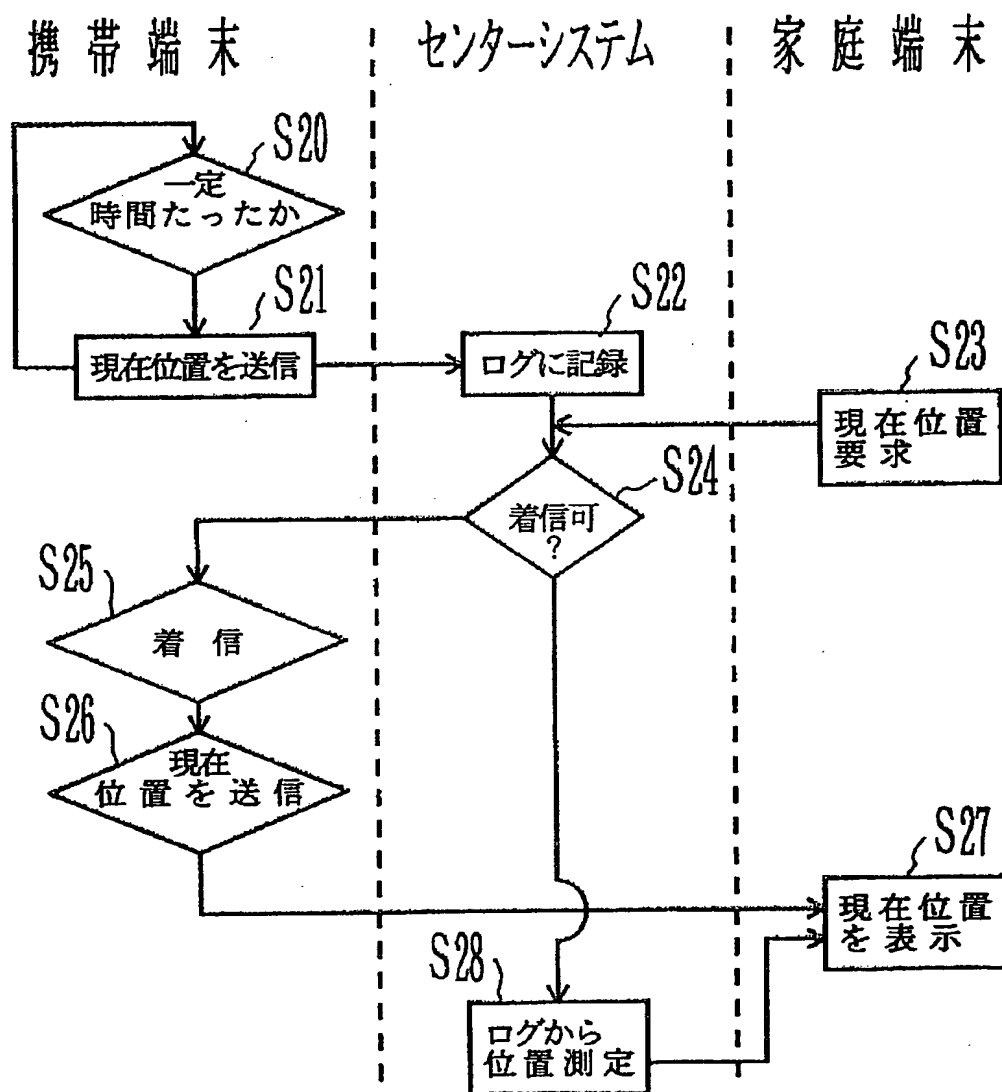 携帯端末
センターシステム
家庭端末
S20
一定
時間たったか
S21
現在位置を送信
S22
ログに記録
S23
現在位置
要求
S24
着信可
?
S25
着信
S26
現在
位置を送信
S27
現在位置
を表示
S28
ログから
位置測定